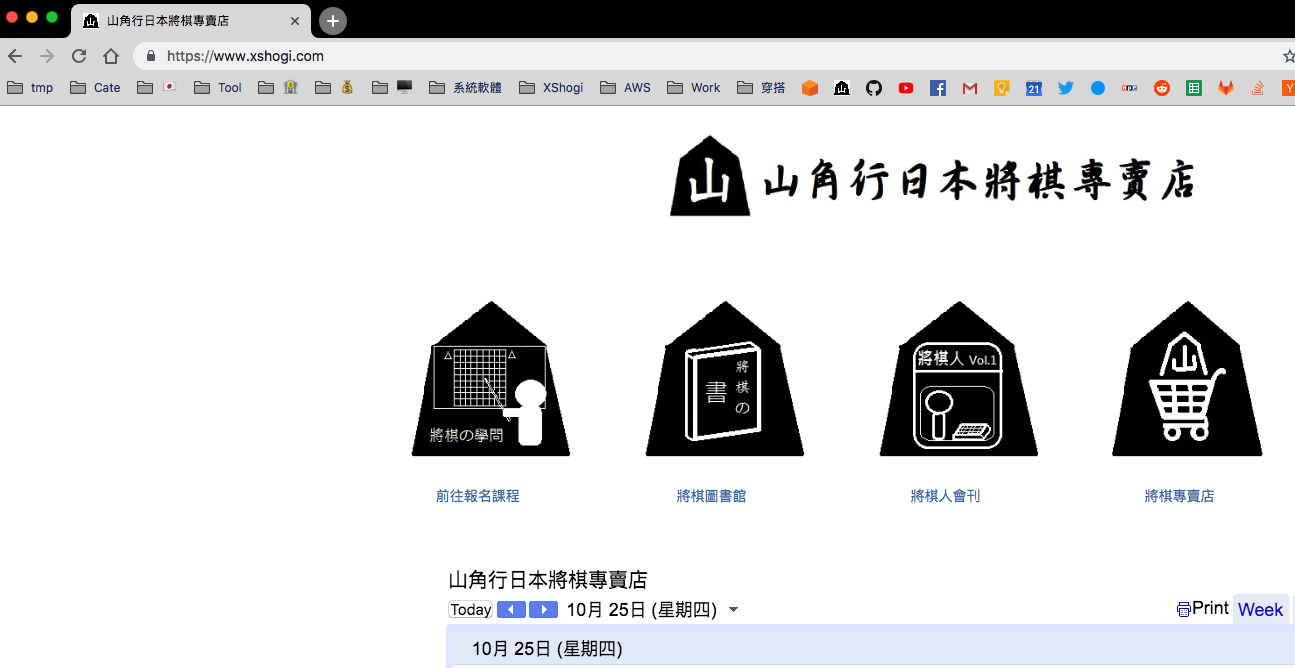 山角行日本將棋專賣店
https://www.xshogi.com
tmp Cate Tool 系統軟體 XShogi AWS Work 穿搭 21 npr Y
山 山角行日本將棋專賣店
將棋の學問
將棋の書
將棋人 Vol.1
山
前往報名課程 將棋圖書館 將棋人會刊 將棋專賣店
山角行日本將棋專賣店
Today 10月 25日 (星期四) Print Week
10月 25日 (星期四)